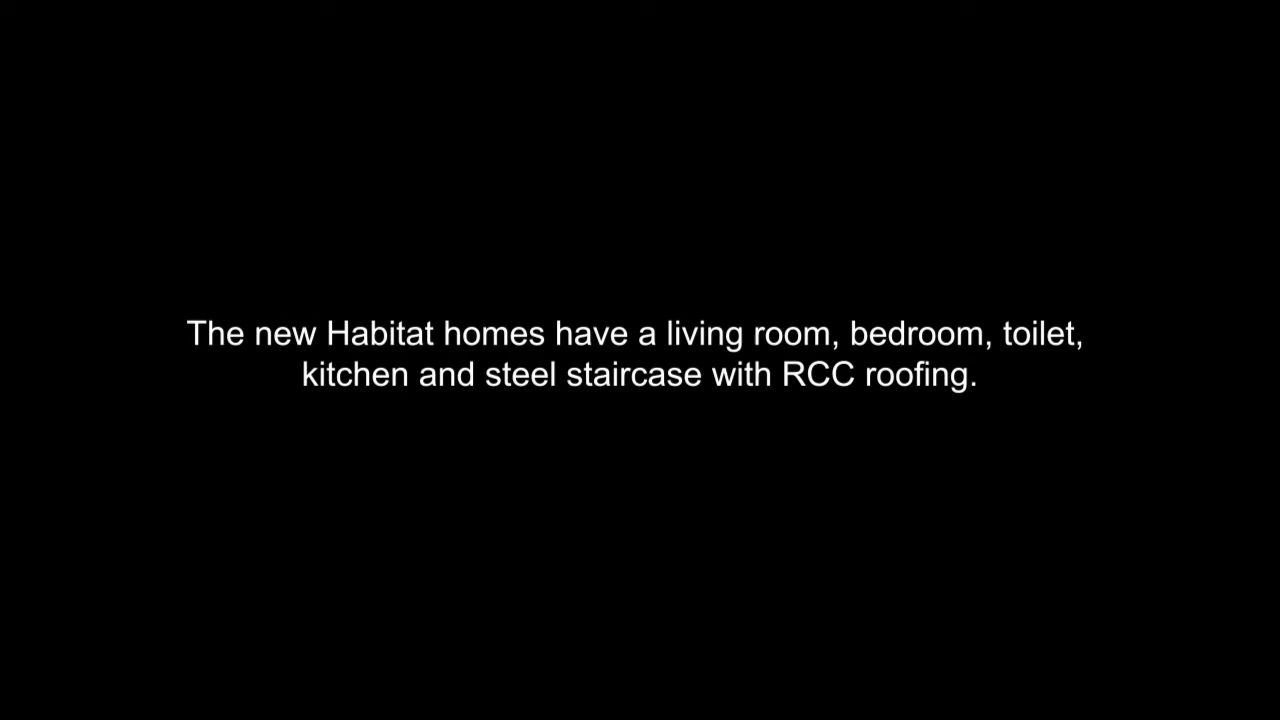 The new Habitat homes have a living room, bedroom, toilet,
kitchen and steel staircase with RCC roofing.